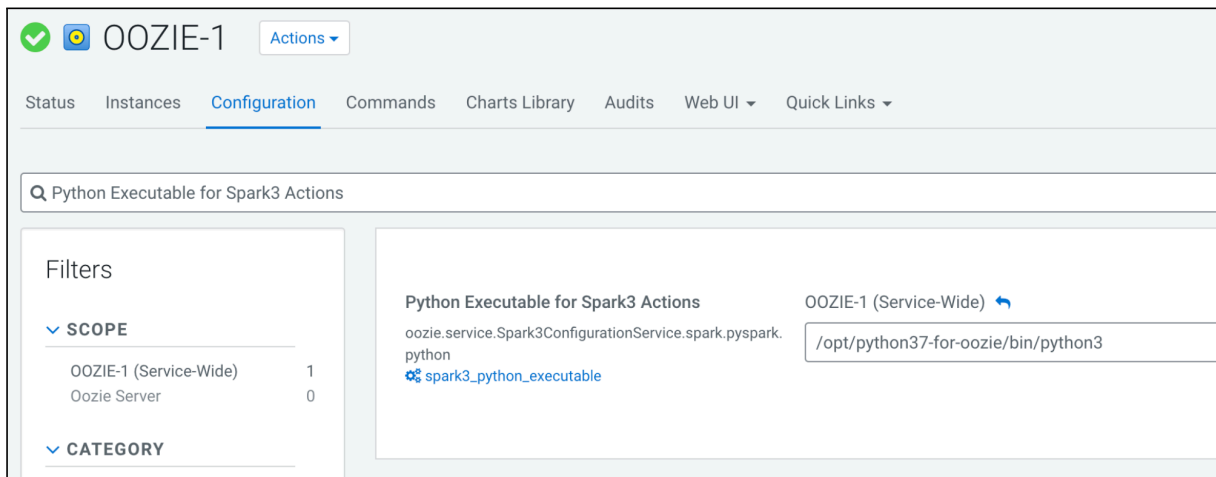 OOZIE-1 Actions
Status Instances Configuration Commands Charts Library Audits Web UI Quick Links
Python Executable for Spark3 Actions
Filters
SCOPE
OOZIE-1 (Service-Wide) 1
Oozie Server 0
CATEGORY
Python Executable for Spark3 Actions
oozie.service.Spark3ConfigurationService.spark.pyspark.
python
spark3_python_executable
OOZIE-1 (Service-Wide)
/opt/python37-for-oozie/bin/python3